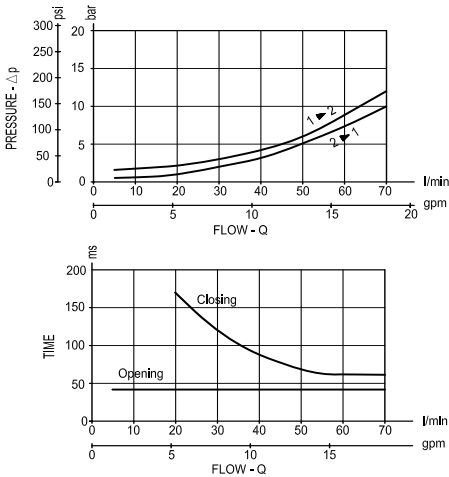 psi
bar
300
250
200
150
100
50
0
20
15
10
5
0
PRESSURE - Δp
1 ▸ 2
2 ▸ 1
0 10 20 30 40 50 60 70 l/min
0 5 10 15 20 gpm
FLOW - Q
ms
200
150
100
50
0
TIME
Closing
Opening
0 10 20 30 40 50 60 70 l/min
0 5 10 15 gpm
FLOW - Q